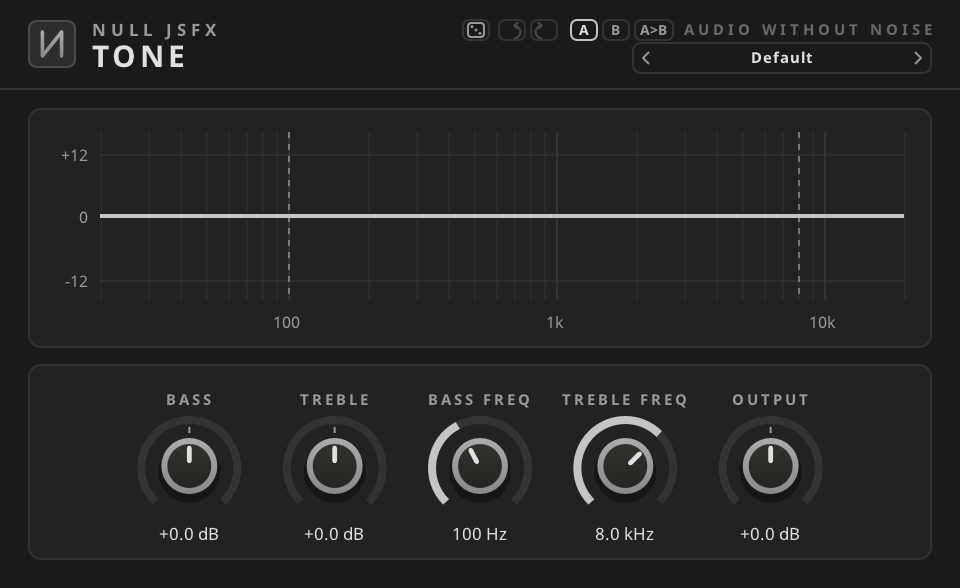 NULL JSFX
TONE
A
B
A>B
AUDIO WITHOUT NOISE
Default
+12
0
-12
100
1k
10k
BASS
TREBLE
BASS FREQ
TREBLE FREQ
OUTPUT
+0.0 dB
+0.0 dB
100 Hz
8.0 kHz
+0.0 dB